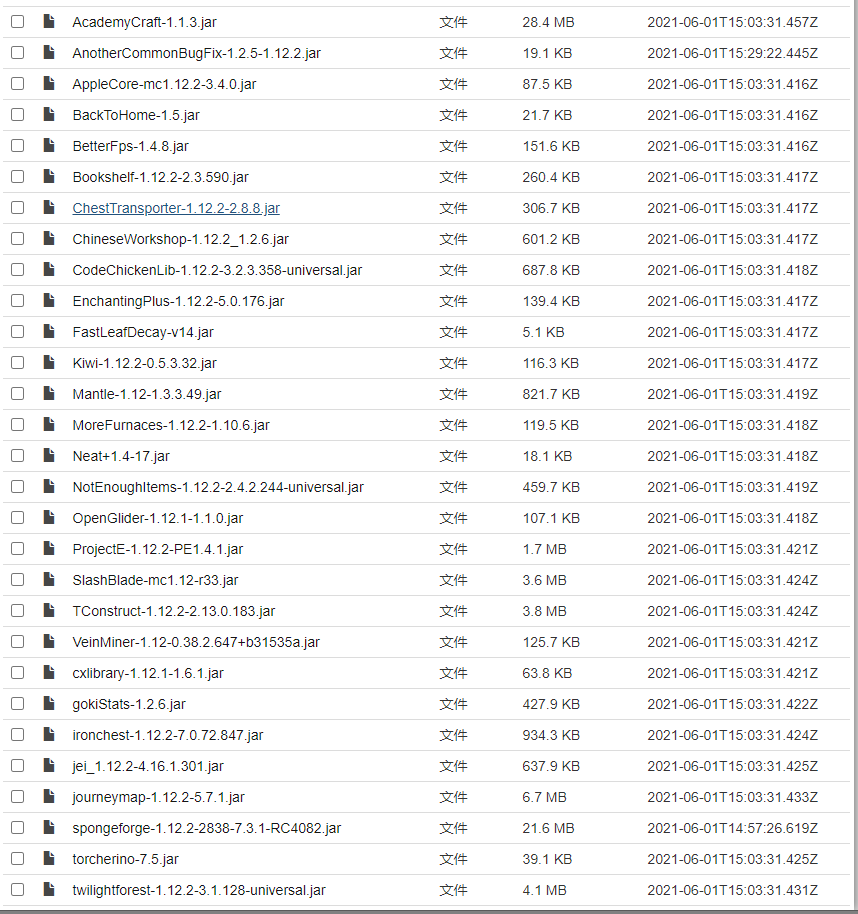 AcademyCraft-1.1.3.jar 文件 28.4 MB 2021-06-01T15:03:31.457Z
AnotherCommonBugFix-1.2.5-1.12.2.jar 文件 19.1 KB 2021-06-01T15:29:22.445Z
AppleCore-mc1.12.2-3.4.0.jar 文件 87.5 KB 2021-06-01T15:03:31.416Z
BackToHome-1.5.jar 文件 21.7 KB 2021-06-01T15:03:31.416Z
BetterFps-1.4.8.jar 文件 151.6 KB 2021-06-01T15:03:31.416Z
Bookshelf-1.12.2-2.3.590.jar 文件 260.4 KB 2021-06-01T15:03:31.417Z
ChestTransporter-1.12.2-2.8.8.jar 文件 306.7 KB 2021-06-01T15:03:31.417Z
ChineseWorkshop-1.12.2_1.2.6.jar 文件 601.2 KB 2021-06-01T15:03:31.417Z
CodeChickenLib-1.12.2-3.2.3.358-universal.jar 文件 687.8 KB 2021-06-01T15:03:31.418Z
EnchantingPlus-1.12.2-5.0.176.jar 文件 139.4 KB 2021-06-01T15:03:31.417Z
FastLeafDecay-v14.jar 文件 5.1 KB 2021-06-01T15:03:31.417Z
Kiwi-1.12.2-0.5.3.32.jar 文件 116.3 KB 2021-06-01T15:03:31.417Z
Mantle-1.12-1.3.3.49.jar 文件 821.7 KB 2021-06-01T15:03:31.419Z
MoreFurnaces-1.12.2-1.10.6.jar 文件 119.5 KB 2021-06-01T15:03:31.418Z
Neat+1.4-17.jar 文件 18.1 KB 2021-06-01T15:03:31.418Z
NotEnoughItems-1.12.2-2.4.2.244-universal.jar 文件 459.7 KB 2021-06-01T15:03:31.419Z
OpenGlider-1.12.1-1.1.0.jar 文件 107.1 KB 2021-06-01T15:03:31.418Z
ProjectE-1.12.2-PE1.4.1.jar 文件 1.7 MB 2021-06-01T15:03:31.421Z
SlashBlade-mc1.12-r33.jar 文件 3.6 MB 2021-06-01T15:03:31.424Z
TConstruct-1.12.2-2.13.0.183.jar 文件 3.8 MB 2021-06-01T15:03:31.424Z
VeinMiner-1.12-0.38.2.647+b31535a.jar 文件 125.7 KB 2021-06-01T15:03:31.421Z
cxlibrary-1.12.1-1.6.1.jar 文件 63.8 KB 2021-06-01T15:03:31.421Z
gokiStats-1.2.6.jar 文件 427.9 KB 2021-06-01T15:03:31.422Z
ironchest-1.12.2-7.0.72.847.jar 文件 934.3 KB 2021-06-01T15:03:31.424Z
jei_1.12.2-4.16.1.301.jar 文件 637.9 KB 2021-06-01T15:03:31.425Z
journeymap-1.12.2-5.7.1.jar 文件 6.7 MB 2021-06-01T15:03:31.433Z
spongeforge-1.12.2-2838-7.3.1-RC4082.jar 文件 21.6 MB 2021-06-01T14:57:26.619Z
torcherino-7.5.jar 文件 39.1 KB 2021-06-01T15:03:31.425Z
twilightforest-1.12.2-3.1.128-universal.jar 文件 4.1 MB 2021-06-01T15:03:31.431Z